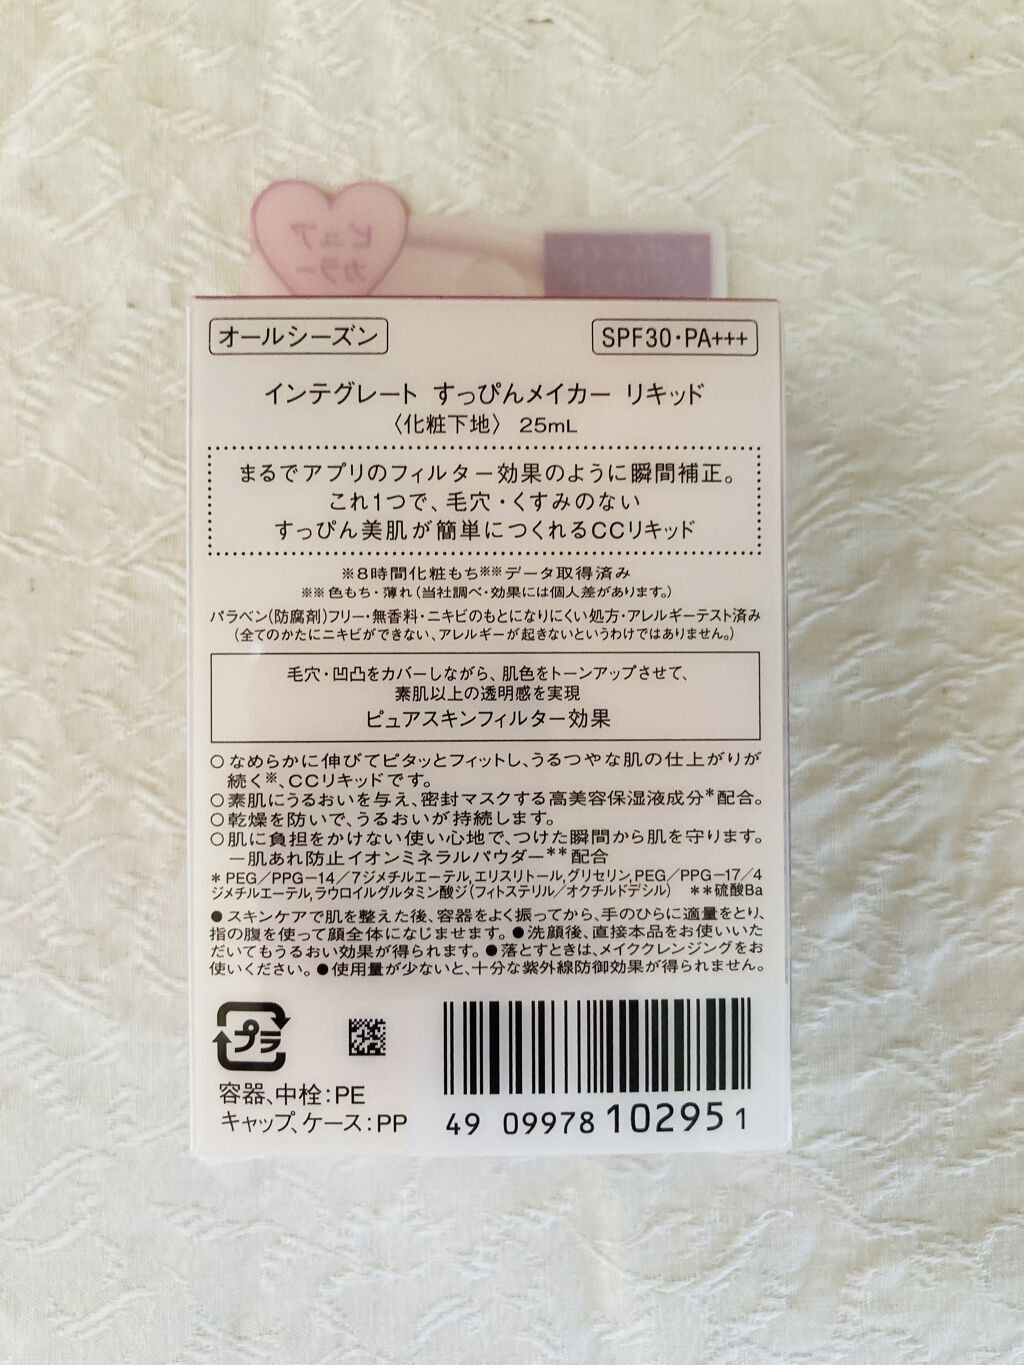 ピュア
カラー
オールシーズン
SPF30・PA+++
インテグレート すっぴんメイカー リキッド
〈化粧下地〉 25mL
まるでアプリのフィルター効果のように瞬間補正。
これ1つで、毛穴・くすみのない
すっぴん美肌が簡単につくれるCCリキッド
※8時間化粧もち※※データ取得済み
※※色もち・薄れ(当社調べ・効果には個人差があります。)
パラベン(防腐剤)フリー・無香料・ニキビのもとになりにくい処方・アレルギーテスト済み
(全てのかたにニキビができない、アレルギーが起きないというわけではありません。)
毛穴・凹凸をカバーしながら、肌色をトーンアップさせて、
素肌以上の透明感を実現
ピュアスキンフィルター効果
○なめらかに伸びてピタッとフィットし、うるつやな肌の仕上がりが
続く※、CCリキッドです。
○素肌にうるおいを与え、密封マスクする高美容保湿液成分*配合。
○乾燥を防いで、うるおいが持続します。
○肌に負担をかけない使い心地で、つけた瞬間から肌を守ります。
―肌あれ防止イオンミネラルパウダー**配合
*PEG/PPG-14/7ジメチルエーテル,エリスリトール,グリセリン,PEG/PPG-17/4
ジメチルエーテル,ラウロイルグルタミン酸ジ(フィトステリル/オクチルドデシル) **硫酸Ba
●スキンケアで肌を整えた後、容器をよく振ってから、手のひらに適量をとり、
指の腹を使って顔全体になじませます。●洗顔後、直接本品をお使いいた
だいてもうるおい効果が得られます。●落とすときは、メイククレンジングをお
使いください。●使用量が少ないと、十分な紫外線防御効果が得られません。
プラ
容器、中栓:PE
キャップ、ケース:PP
49 09978 102951